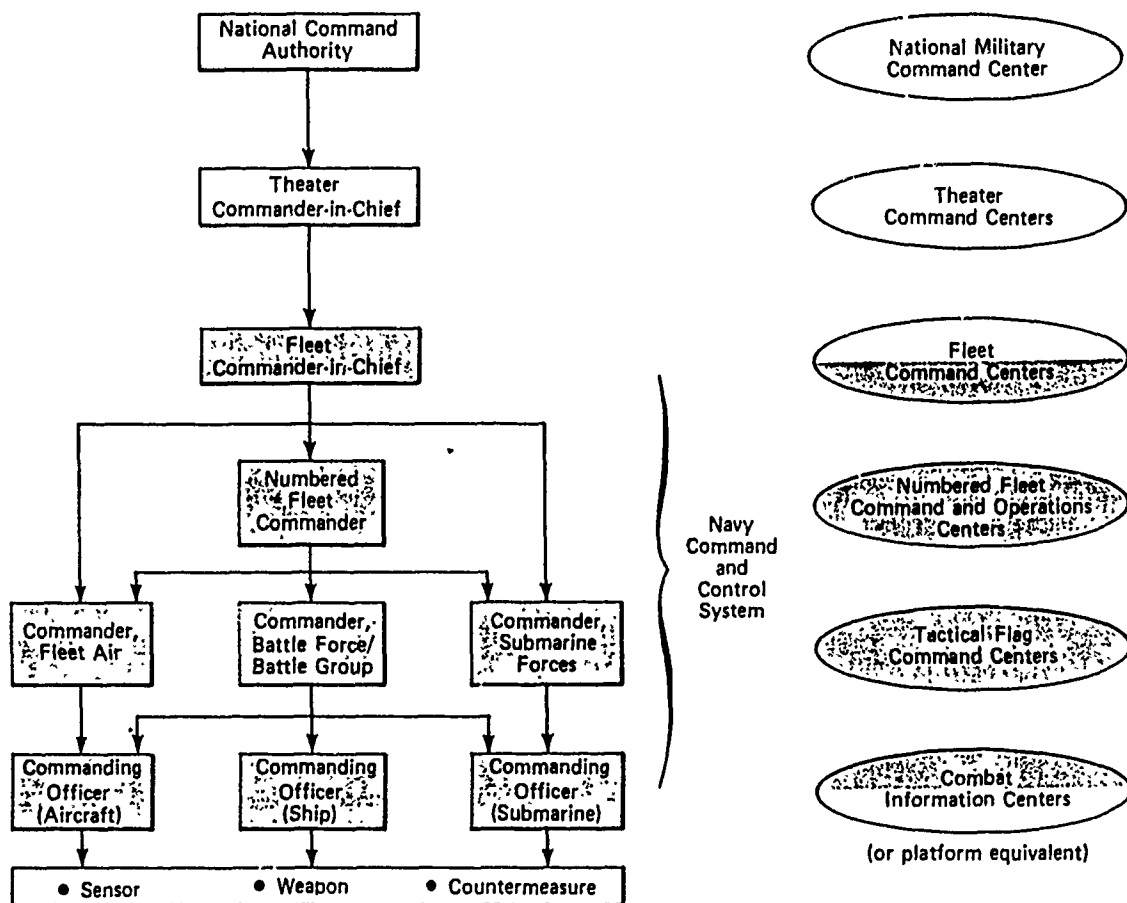 National Command
Authority
Theater
Commander-in-Chief
Fleet
Commander-in-Chief
Numbered
Fleet
Commander
Commander,
Fleet Air
Commander,
Battle Force/
Battle Group
Commander,
Submarine
Forces
Commanding
Officer
(Aircraft)
Commanding
Officer
(Ship)
Commanding
Officer
(Submarine)
• Sensor
• Weapon
• Countermeasure
Navy
Command
and
Control
System
National Military
Command Center
Theater
Command Centers
Fleet
Command Centers
Numbered Fleet
Command and Operations
Centers
Tactical Flag
Command Centers
Combat
Information Centers
(or platform equivalent)